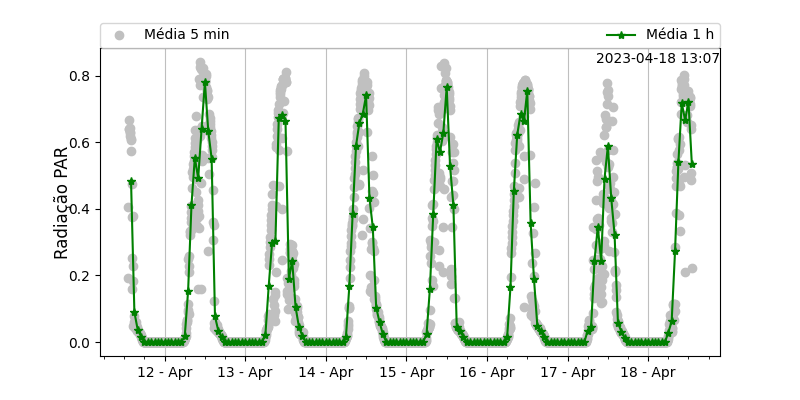 Média 5 min
Média 1 h
2023-04-18 13:07
Radiação PAR
0.8
0.6
0.4
0.2
0.0
12 - Apr
13 - Apr
14 - Apr
15 - Apr
16 - Apr
17 - Apr
18 - Apr